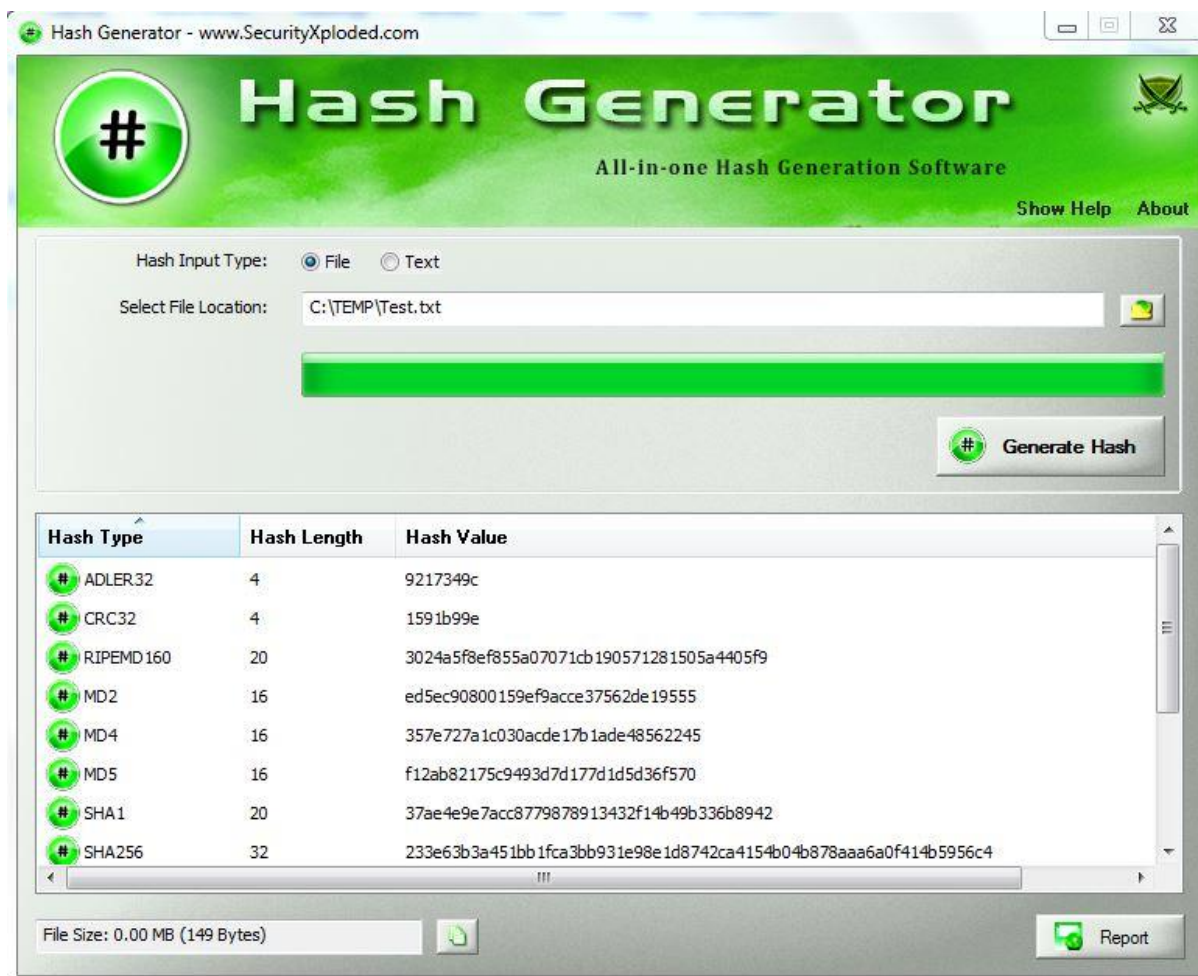 Hash Generator - www.SecurityXploded.com
#
Hash Generator
All-in-one Hash Generation Software
Show Help About
Hash Input Type: File Text
Select File Location: C:\TEMP\Test.txt
# Generate Hash
Hash Type Hash Length Hash Value
# ADLER32 4 9217349c
# CRC32 4 1591b99e
# RIPEMD160 20 3024a5f8ef855a07071cb190571281505a4405f9
# MD2 16 ed5ec90800159ef9acce37562de19555
# MD4 16 357e727a1c030acde17b1ade48562245
# MD5 16 f12ab82175c9493d7d177d1d5d36f570
# SHA1 20 37ae4e9e7acc8779878913432f14b49b336b8942
# SHA256 32 233e63b3a451bb1fca3bb931e98e1d8742ca4154b04b878aaa6a0f414b5956c4
File Size: 0.00 MB (149 Bytes)
Report